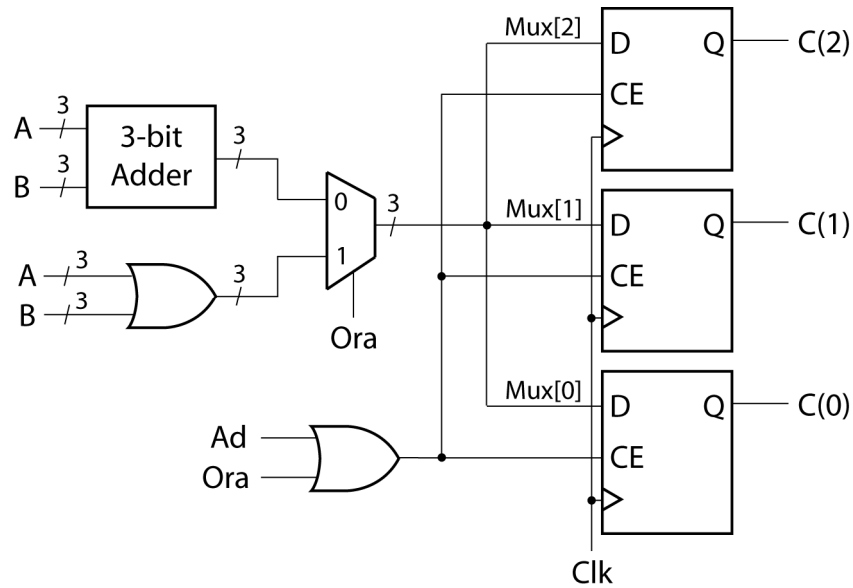 Mux[2]
D
Q
C(2)
CE
3
A
3-bit
Adder
3
B
3
0
3
1
Mux[1]
D
Q
C(1)
CE
A
3
B
3
3
Ora
Mux[0]
D
Q
C(0)
CE
Ad
Ora
Clk